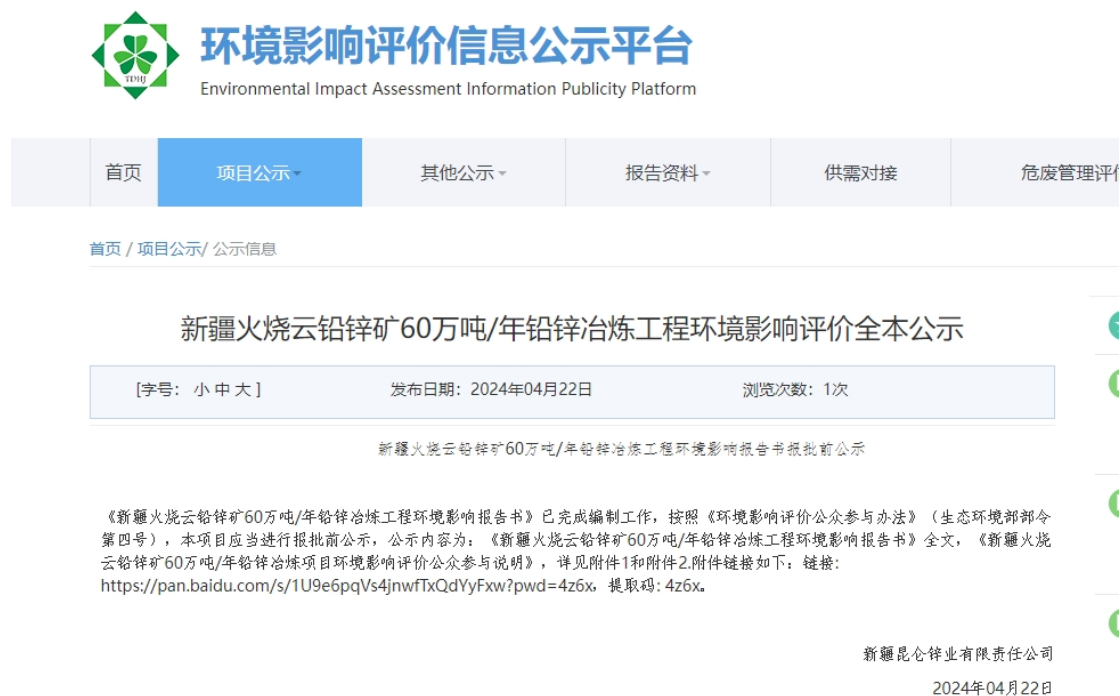 TDHJ
环境影响评价信息公示平台
Environmental Impact Assessment Information Publicity Platform
首页 项目公示 其他公示 报告资料 供需对接 危废管理评
首页 / 项目公示/ 公示信息
新疆火烧云铅锌矿60万吨/年铅锌冶炼工程环境影响评价全本公示
[字号： 小 中 大 ] 发布日期：2024年04月22日 浏览次数：1次
新疆火烧云铅锌矿60万吨/年铅锌冶炼工程环境影响报告书报批前公示
《新疆火烧云铅锌矿60万吨/年铅锌冶炼工程环境影响报告书》已完成编制工作，按照《环境影响评价公众参与办法》（生态环境部部令
第四号），本项目应当进行报批前公示，公示内容为：《新疆火烧云铅锌矿60万吨/年铅锌冶炼工程环境影响报告书》全文，《新疆火烧
云铅锌矿60万吨/年铅锌冶炼项目环境影响评价公众参与说明》，详见附件1和附件2.附件链接如下：链接:
https://pan.baidu.com/s/1U9e6pqVs4jnwfTxQdYyFxw?pwd=4z6x，提取码: 4z6x。
新疆昆仑锌业有限责任公司
2024年04月22日